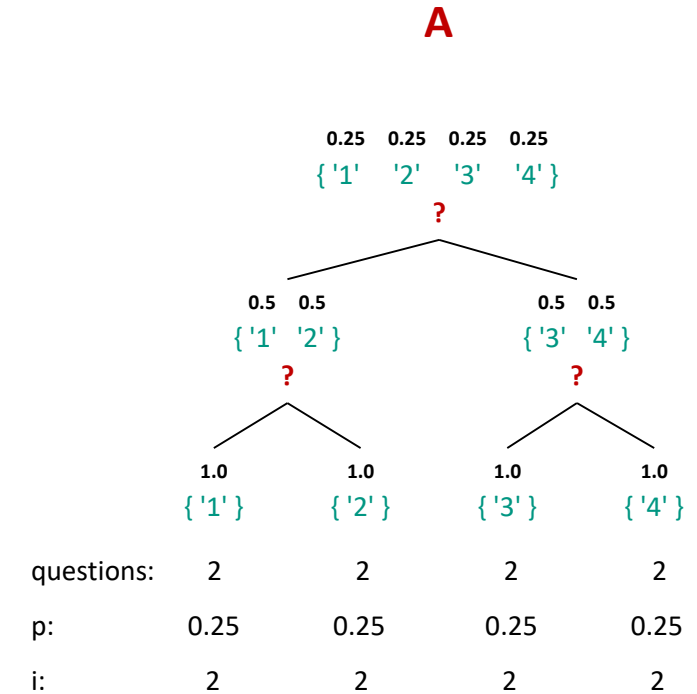 A
0.25 0.25 0.25 0.25
{ '1' '2' '3' '4' }
?
0.5 0.5 0.5 0.5
{ '1' '2' } { '3' '4' }
? ?
1.0 1.0 1.0 1.0
{ '1' } { '2' } { '3' } { '4' }
questions: 2 2 2 2
p: 0.25 0.25 0.25 0.25
i: 2 2 2 2